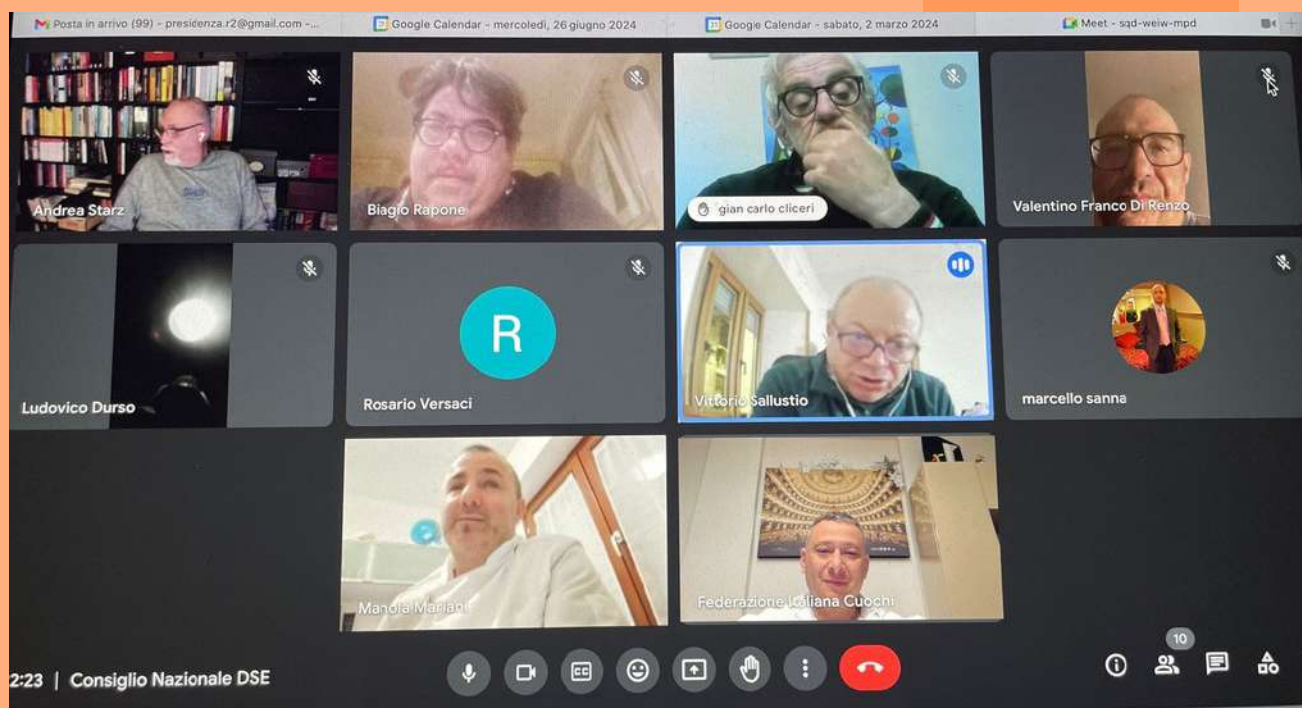 Posta in arrivo (99) - presidenza.r2@gmail.com -...
Google Calendar - mercoledì, 26 giugno 2024
Google Calendar - sabato, 2 marzo 2024
Meet - sqd-weiw-mpd
Andrea Starz
Biagio Rapone
gian carlo cliceri
Valentino Franco Di Renzo
Ludovico Durso
R
Rosario Versaci
Vittorio Sallustio
marcello sanna
Manola Mariani
Federazione Italiana Cuochi
2:23 | Consiglio Nazionale DSE
CC
10